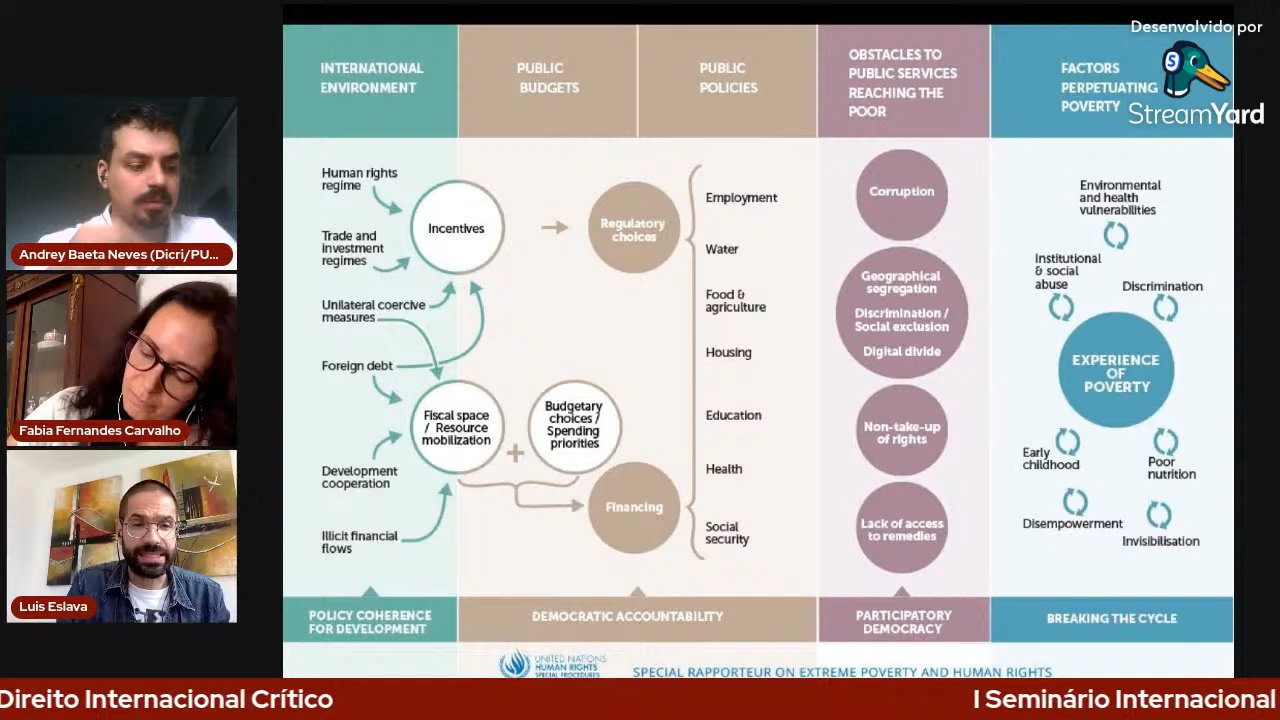 Desenvolvido por
StreamYard
INTERNATIONAL
ENVIRONMENT
PUBLIC
BUDGETS
PUBLIC
POLICIES
OBSTACLES TO
PUBLIC SERVICES
REACHING THE
POOR
FACTORS
PERPETUATING
POVERTY
Human rights
regime
Trade and
investment
regimes
Unilateral coercive
measures
Foreign debt
Development
cooperation
Illicit financial
flows
Incentives
Fiscal space
/ Resource
mobilization
+
Budgetary
choices /
Spending
priorities
Regulatory
choices
Financing
Employment
Water
Food &
agriculture
Housing
Education
Health
Social
security
Corruption
Geographical
segregation
Discrimination /
Social exclusion
Digital divide
Non-take-up
of rights
Lack of access
to remedies
Environmental
and health
vulnerabilities
Institutional
& social
abuse
Discrimination
EXPERIENCE
OF
POVERTY
Early
childhood
Poor
nutrition
Disempowerment
Invisibilisation
POLICY COHERENCE
FOR DEVELOPMENT
DEMOCRATIC ACCOUNTABILITY
PARTICIPATORY
DEMOCRACY
BREAKING THE CYCLE
UNITED NATIONS
HUMAN RIGHTS
SPECIAL PROCEDURES
SPECIAL RAPPORTEUR ON EXTREME POVERTY AND HUMAN RIGHTS
Andrey Baeta Neves (Dicri/PU...
Fabia Fernandes Carvalho
Luis Eslava
Direito Internacional Crítico
I Seminário Internacional